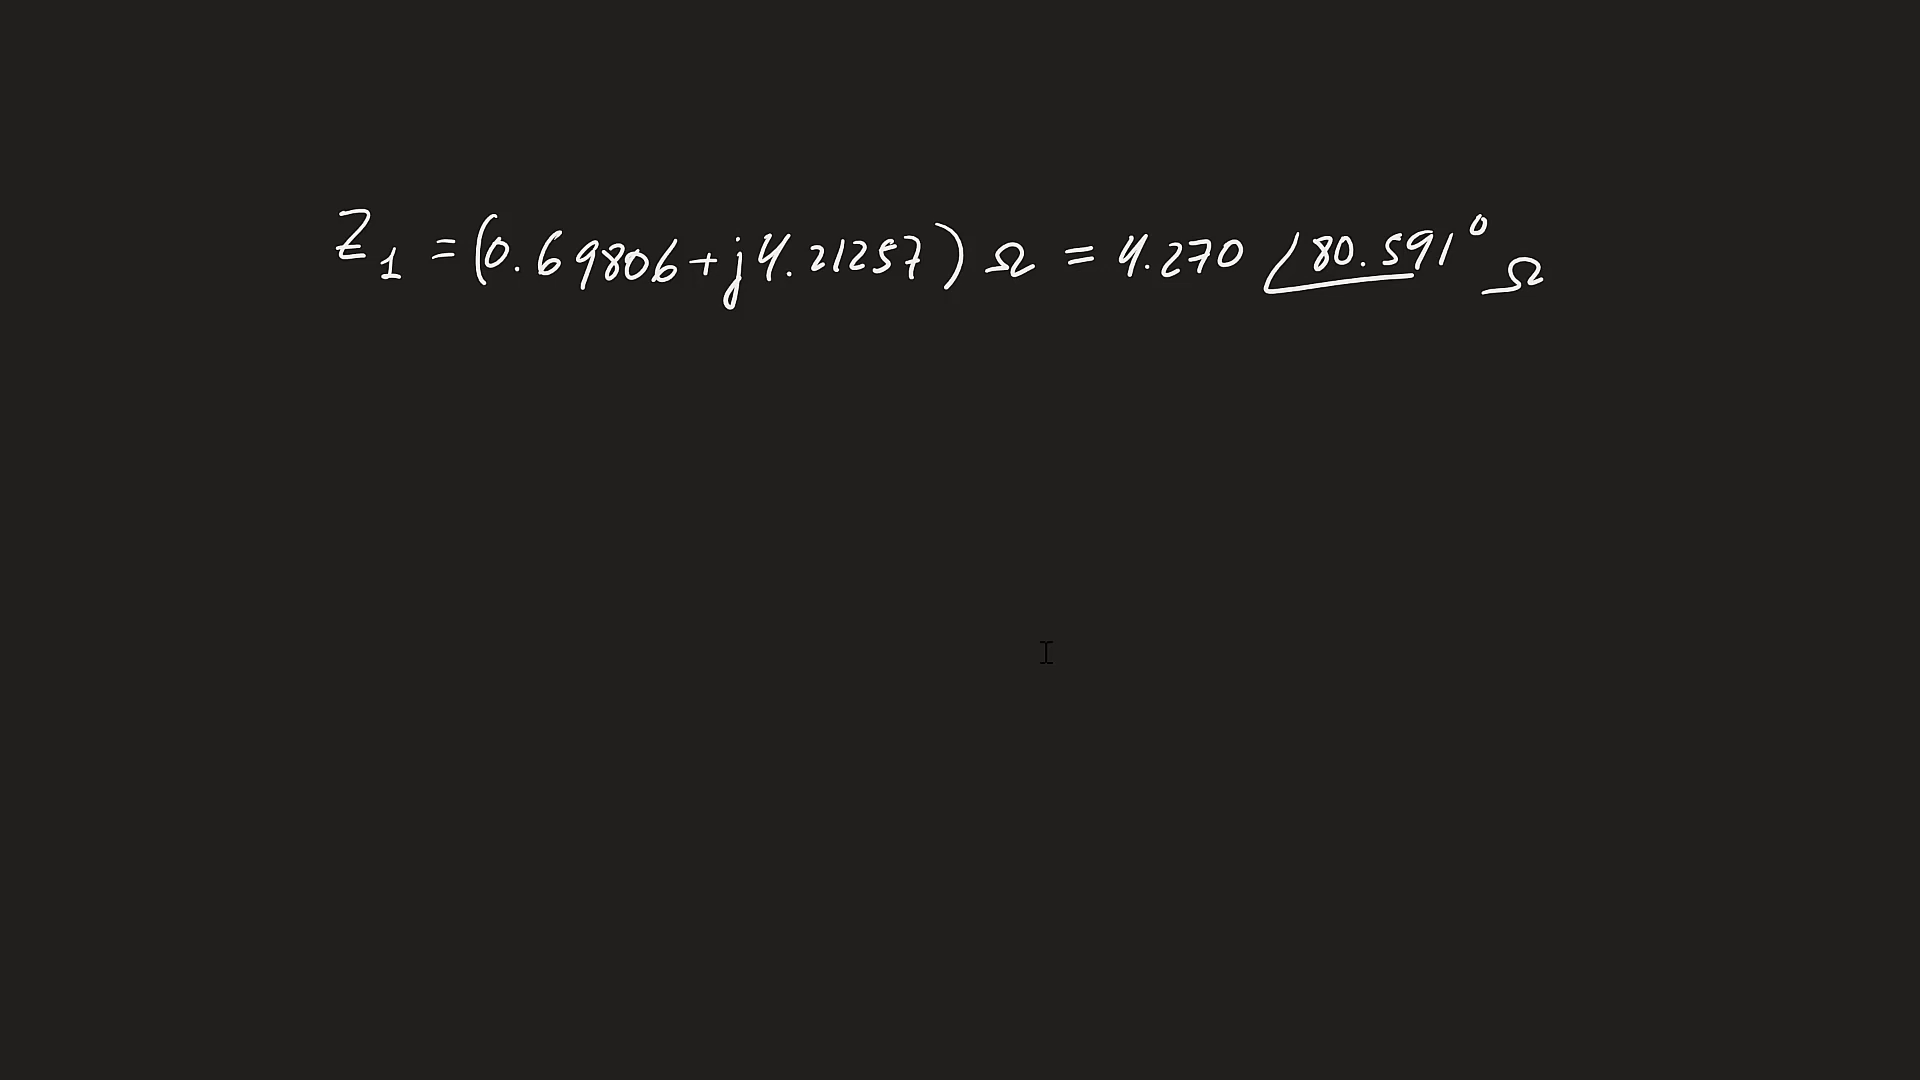 Z₁ = (0.69806+j4.21257) Ω = 4.270 ∠80.591° Ω